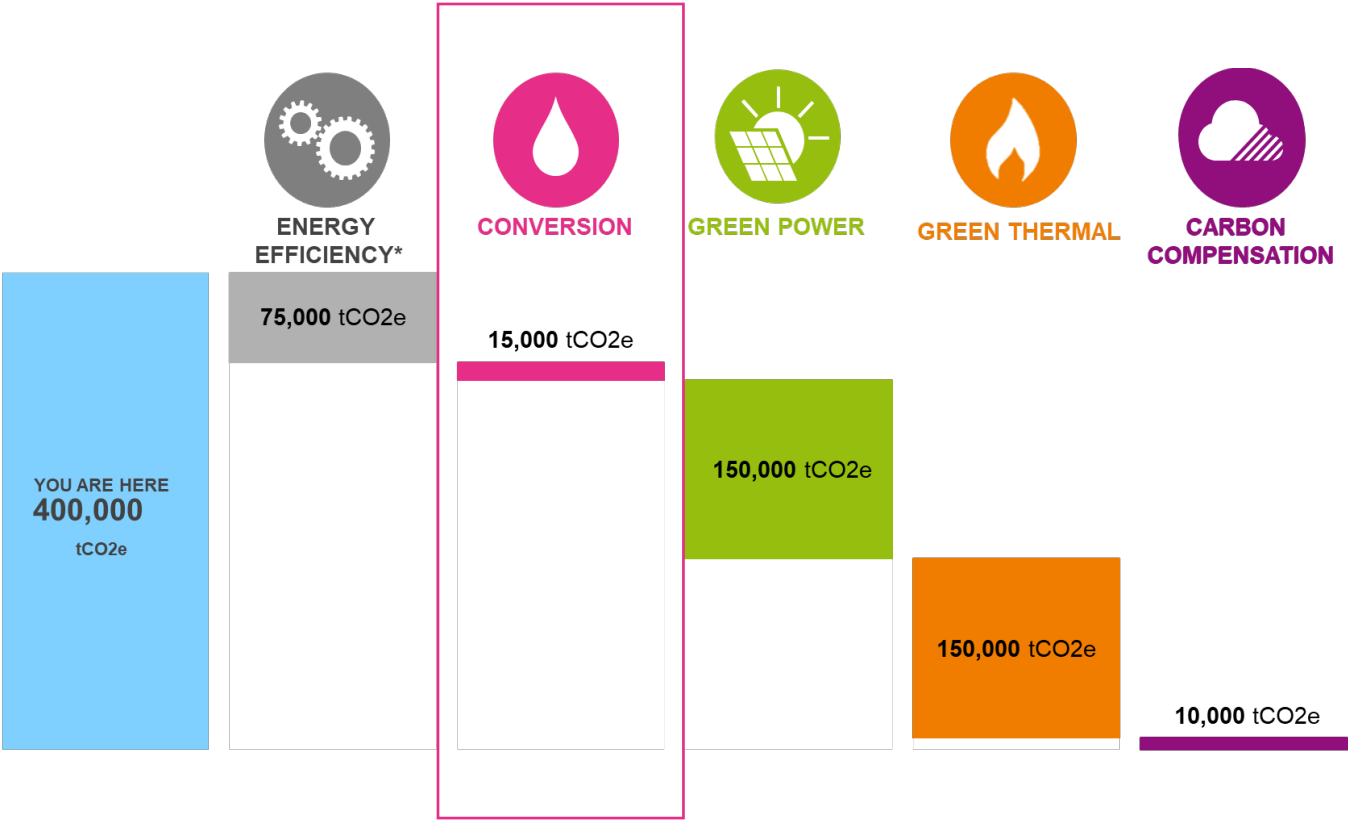 ENERGY
EFFICIENCY*
CONVERSION
GREEN POWER
GREEN THERMAL
CARBON
COMPENSATION
75,000 tCO2e
15,000 tCO2e
YOU ARE HERE
400,000
tCO2e
150,000 tCO2e
150,000 tCO2e
10,000 tCO2e